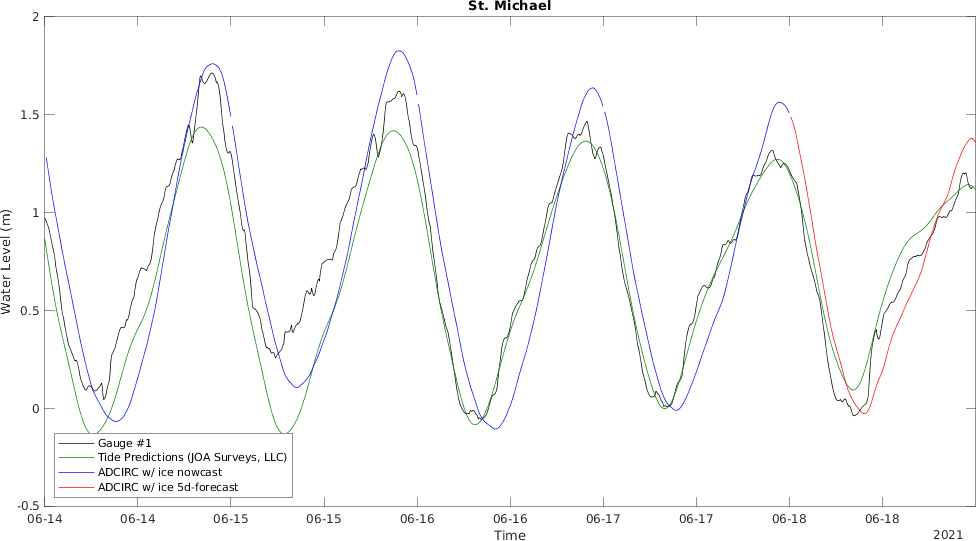 St. Michael
2
1.5
1
0.5
0
-0.5
Water Level (m)
Gauge #1
Tide Predictions (JOA Surveys, LLC)
ADCIRC w/ ice nowcast
ADCIRC w/ ice 5d-forecast
06-14 06-14 06-15 06-15 06-16 06-16 06-17 06-17 06-18 06-18
Time
2021